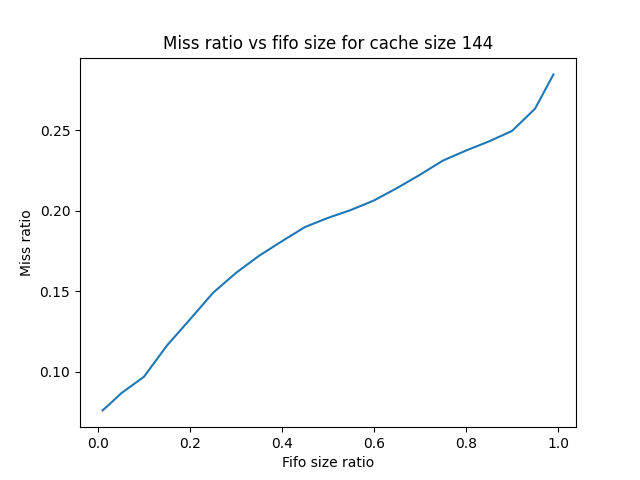 Miss ratio vs fifo size for cache size 144
0.25
0.20
0.15
0.10
Miss ratio
0.0 0.2 0.4 0.6 0.8 1.0
Fifo size ratio